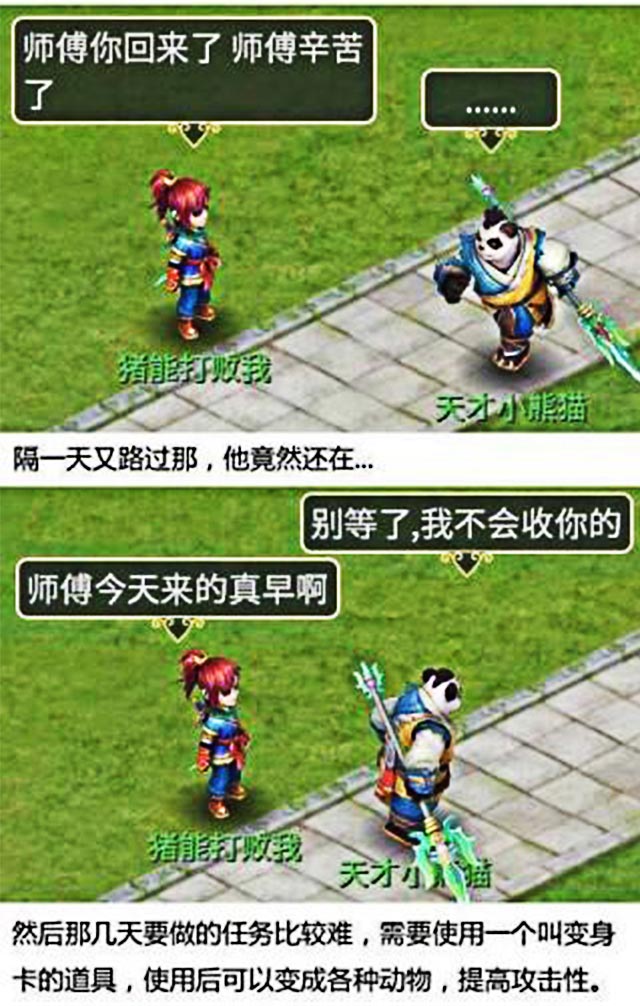 师傅你回来了 师傅辛苦
了
......
猪能打败我
天才小熊猫
隔一天又路过那，他竟然还在...
别等了,我不会收你的
师傅今天来的真早啊
猪能打败我
天才小熊猫
然后那几天要做的任务比较难，需要使用一个叫变身
卡的道具，使用后可以变成各种动物，提高攻击性。